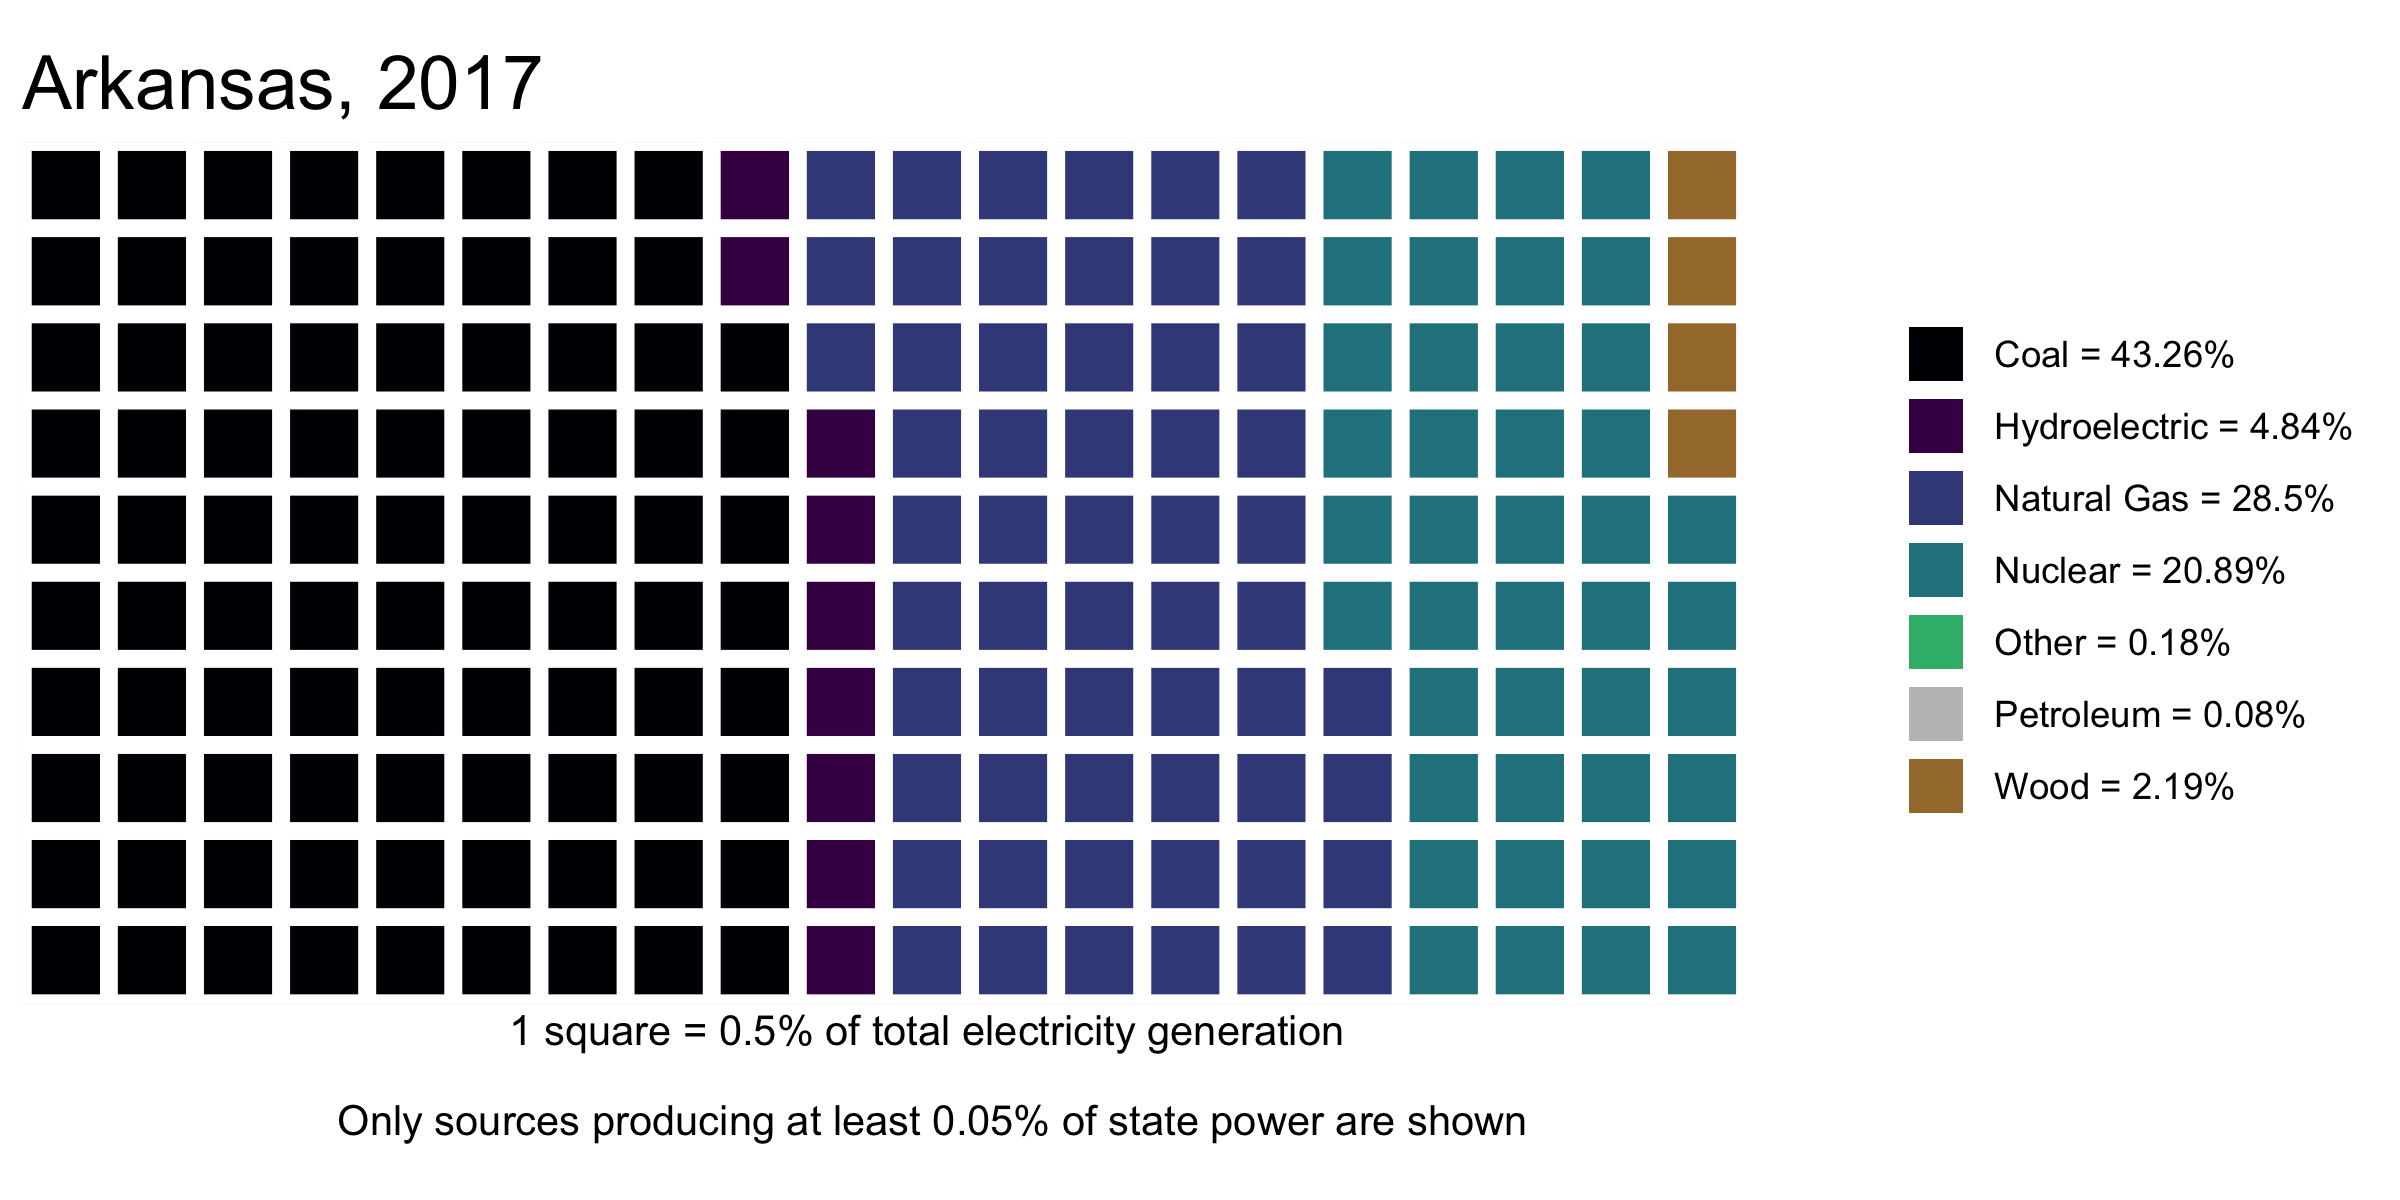 Arkansas, 2017
Coal = 43.26%
Hydroelectric = 4.84%
Natural Gas = 28.5%
Nuclear = 20.89%
Other = 0.18%
Petroleum = 0.08%
Wood = 2.19%
1 square = 0.5% of total electricity generation
Only sources producing at least 0.05% of state power are shown